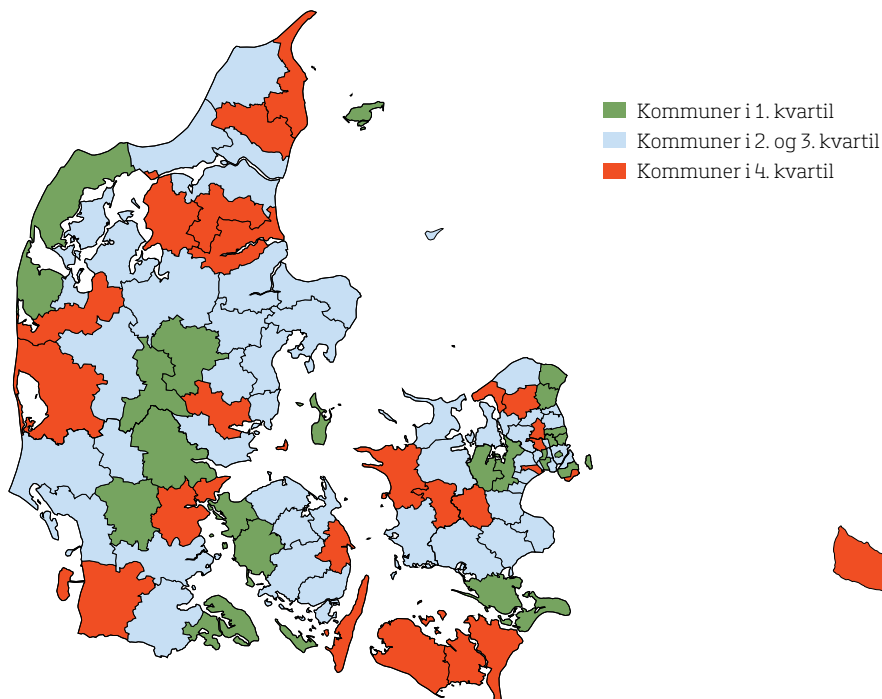 Kommuner i 1. kvartil
Kommuner i 2. og 3. kvartil
Kommuner i 4. kvartil